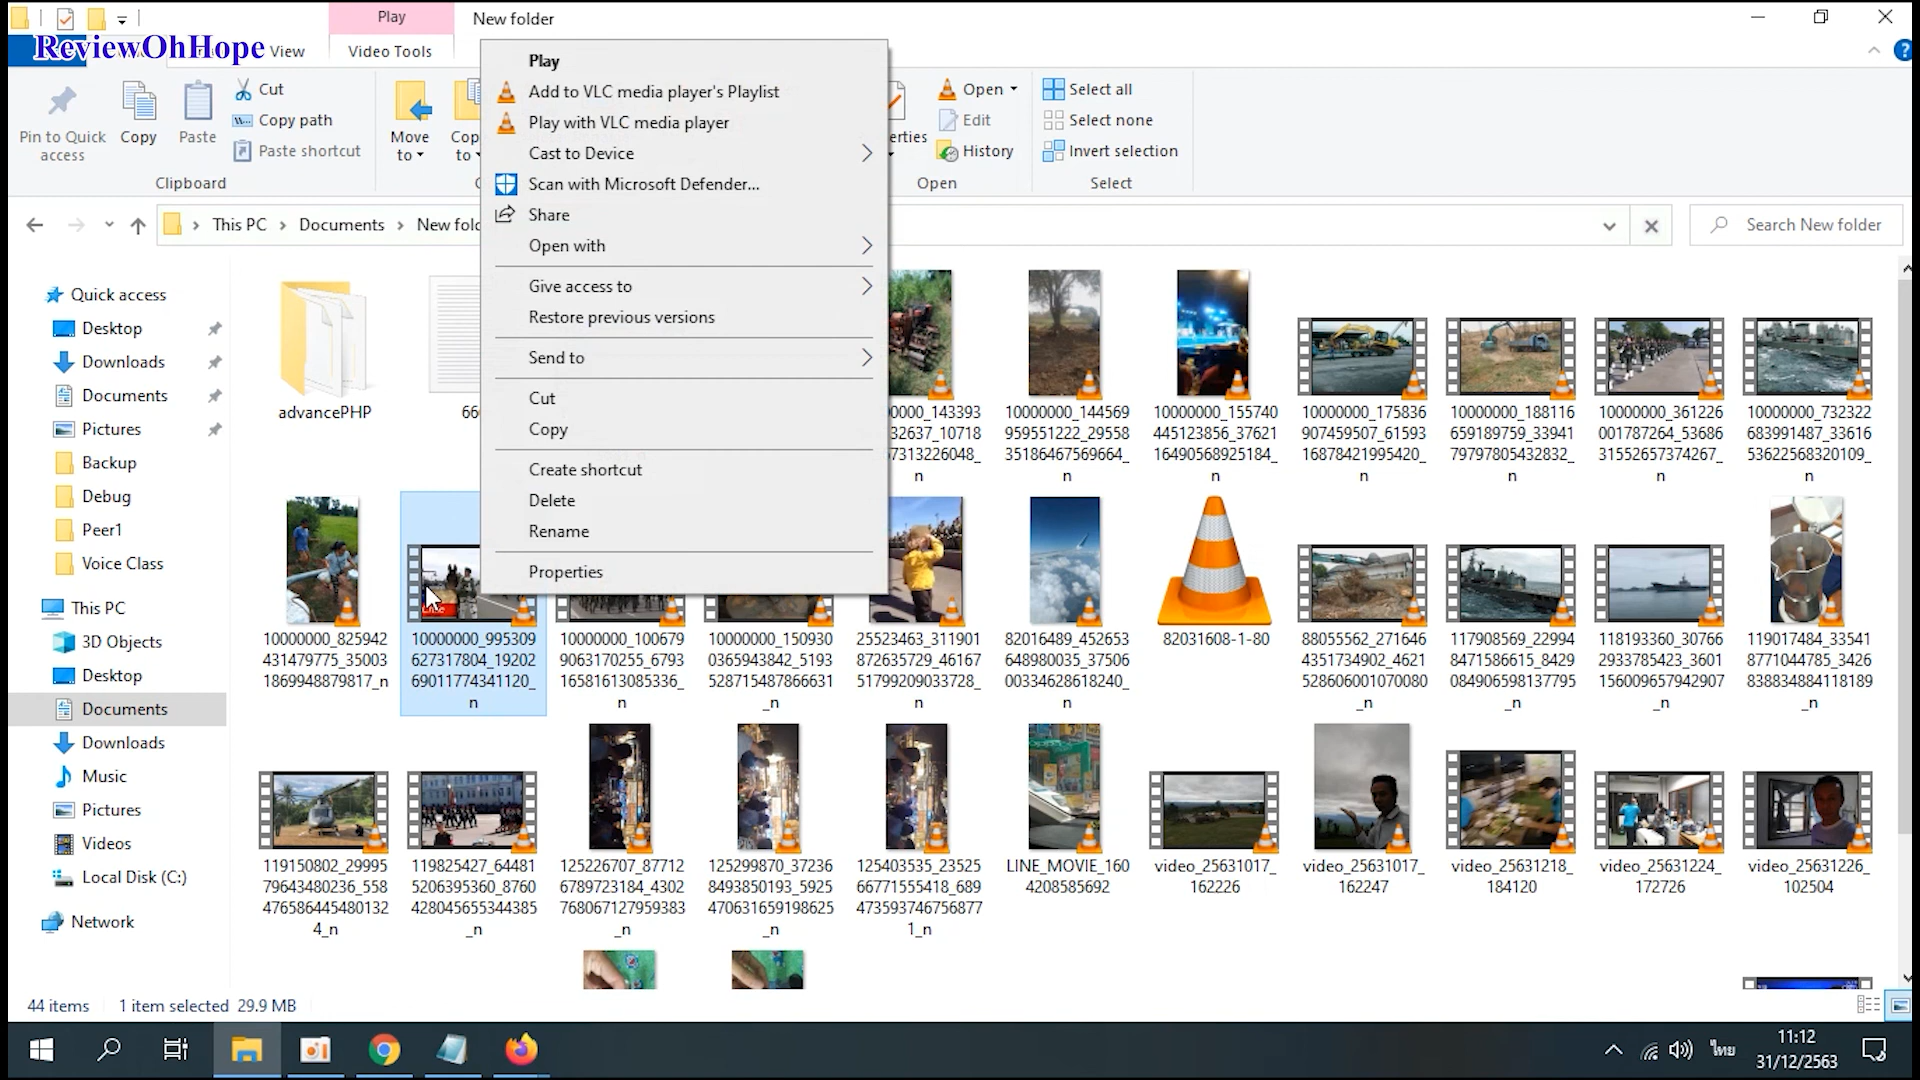 Play
New folder
ReviewOhHope
View
Video Tools
Pin to Quick access
Copy
Paste
Cut
Copy path
Paste shortcut
Clipboard
Move to
Cop to
erties
Open
Edit
History
Open
Select all
Select none
Invert selection
Select
Play
Add to VLC media player's Playlist
Play with VLC media player
Cast to Device
Scan with Microsoft Defender...
Share
Open with
Give access to
Restore previous versions
Send to
Cut
Copy
Create shortcut
Delete
Rename
Properties
This PC
Documents
New fol
Search New folder
Quick access
Desktop
Downloads
Documents
Pictures
Backup
Debug
Peer1
Voice Class
This PC
3D Objects
Desktop
Documents
Downloads
Music
Pictures
Videos
Local Disk (C:)
Network
advancePHP
66
0000_143393
32637_10718
7313226048_
n
10000000_144569
959551222_29558
35186467569664_
n
10000000_155740
445123856_37621
16490568925184_
n
10000000_175836
907459507_61593
16878421995420_
n
10000000_188116
659189759_33941
79797805432832_
n
10000000_361226
001787264_53686
31552657374267_
n
10000000_732322
683991487_33616
53622568320109_
n
10000000_825942
431479775_35003
1869948879817_n
10000000_995309
627317804_19202
69011774341120_
n
10000000_100679
9063170255_6793
16581613085336_
n
10000000_150930
0365943842_5193
528715487866631
_n
25523463_311901
872635729_46167
51799209033728_
n
82016489_452653
648980035_37506
00334628618240_
n
82031608-1-80
88055562_271646
4351734902_4621
528606001070080
_n
117908569_22994
8471586615_8429
084906598137795
_n
118193360_30766
2933785423_3601
156009657942907
_n
119017484_33541
8771044785_3426
838834884118189
_n
119150802_29995
79643480236_558
476586445480132
4_n
119825427_64481
5206395360_8760
428045655344385
_n
125226707_87712
6789723184_4302
768067127959383
_n
125299870_37236
8493850193_5925
470631659198625
_n
125403535_23525
66771555418_689
473593746756877
1_n
LINE_MOVIE_160
4208585692
video_25631017_
162226
video_25631017_
162247
video_25631218_
184120
video_25631224_
172726
video_25631226_
102504
44 items
1 item selected 29.9 MB
ไทย
11:12
31/12/2563